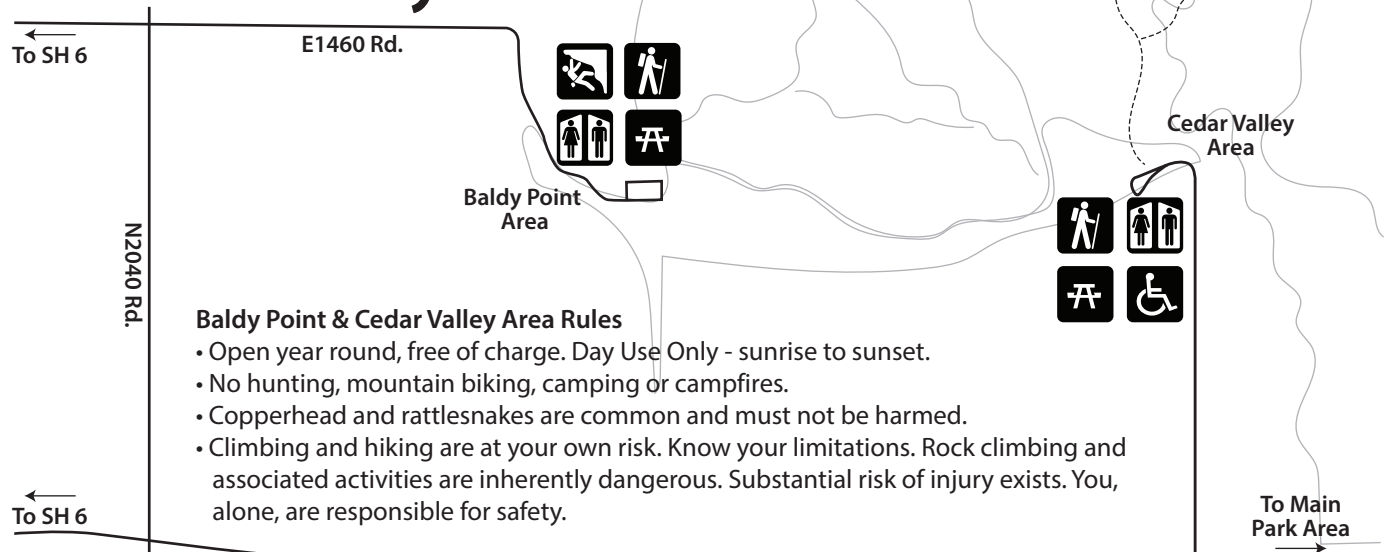 To SH 6
E1460 Rd.
Cedar Valley
Area
Baldy Point
Area
N2040 Rd.
Baldy Point & Cedar Valley Area Rules
• Open year round, free of charge. Day Use Only - sunrise to sunset.
• No hunting, mountain biking, camping or campfires.
• Copperhead and rattlesnakes are common and must not be harmed.
• Climbing and hiking are at your own risk. Know your limitations. Rock climbing and
associated activities are inherently dangerous. Substantial risk of injury exists. You,
alone, are responsible for safety.
To SH 6
To Main
Park Area